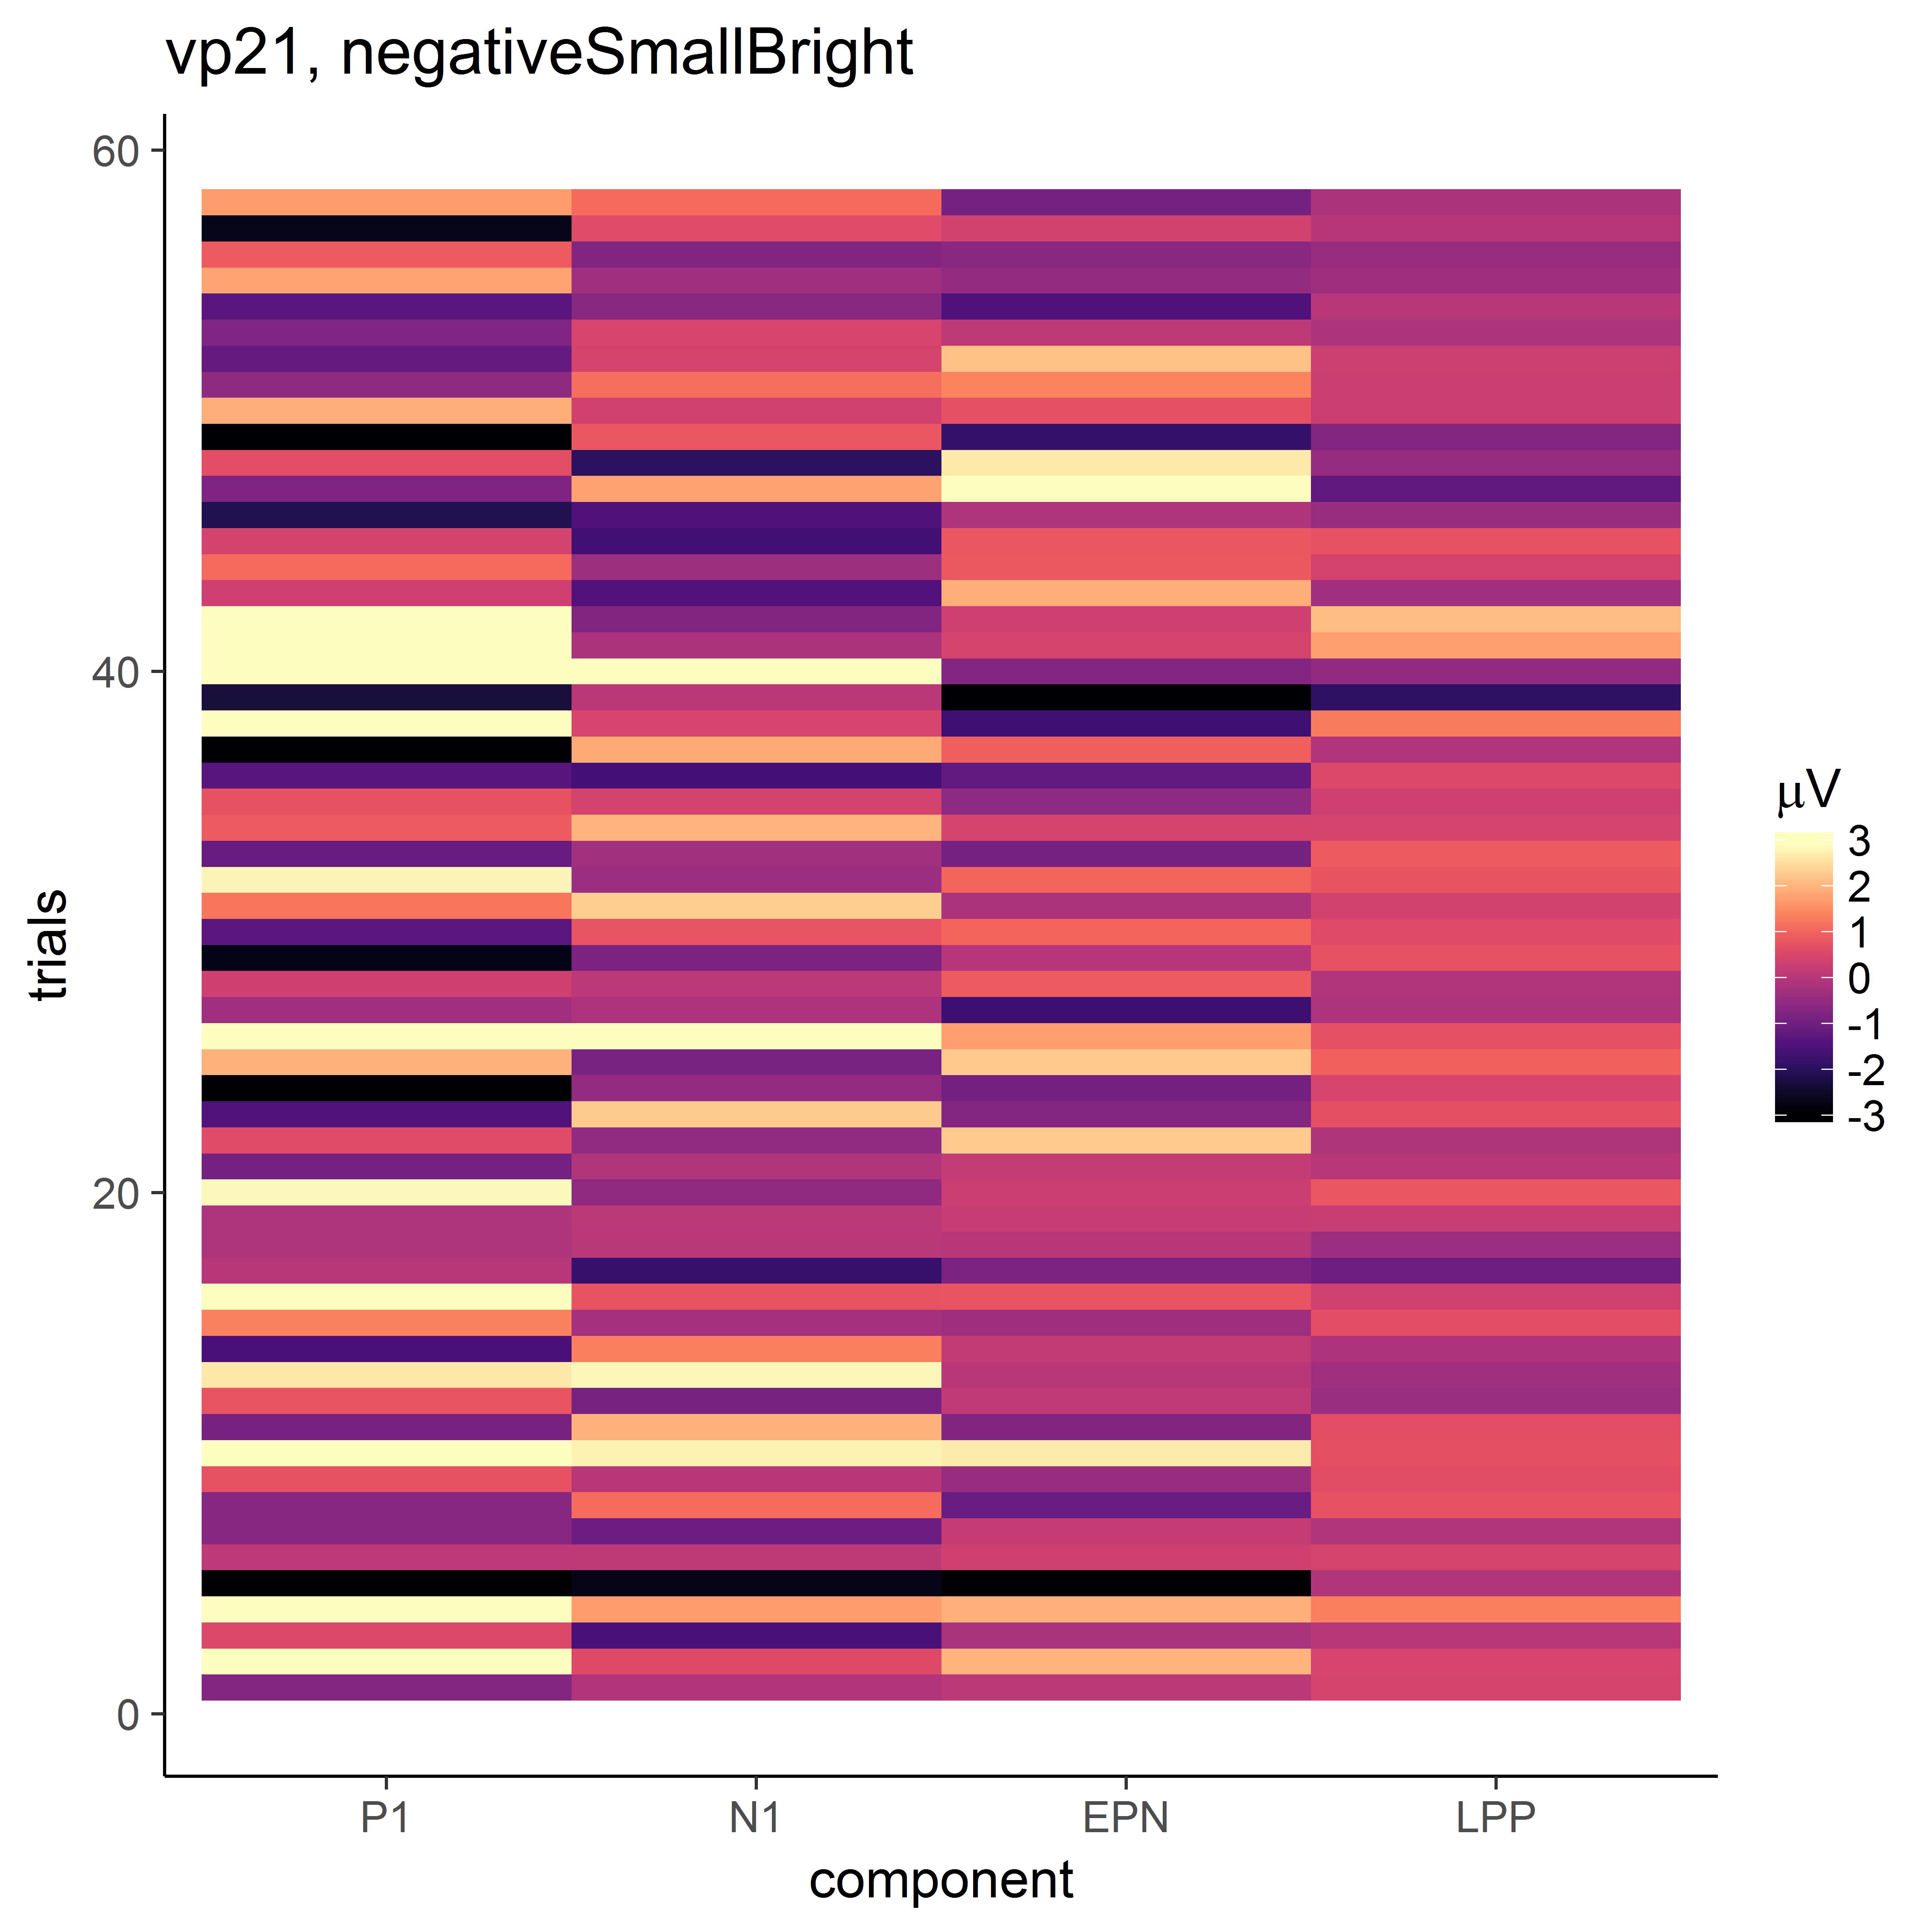 vp21, negativeSmallBright
60
40
20
0
trials
P1 N1 EPN LPP
component
μV
3
2
1
0
-1
-2
-3